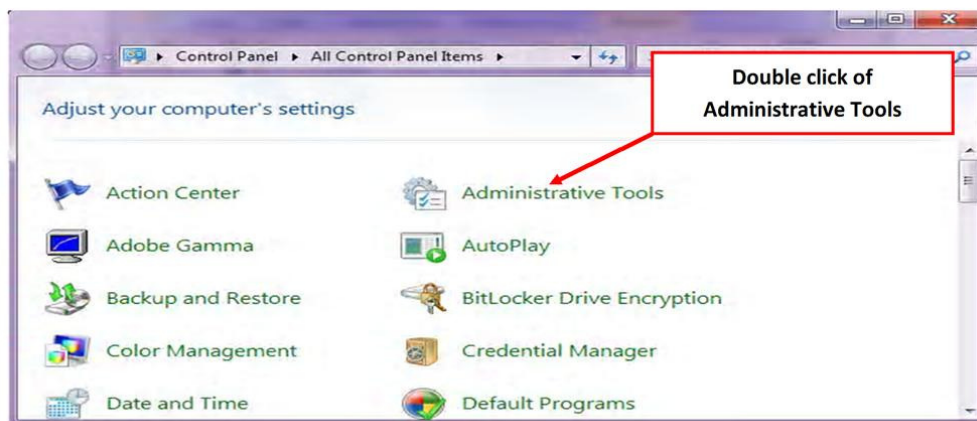 Control Panel All Control Panel Items
Double click of
Administrative Tools
Adjust your computer's settings
Action Center
Administrative Tools
Adobe Gamma
AutoPlay
Backup and Restore
BitLocker Drive Encryption
Color Management
Credential Manager
Date and Time
Default Programs